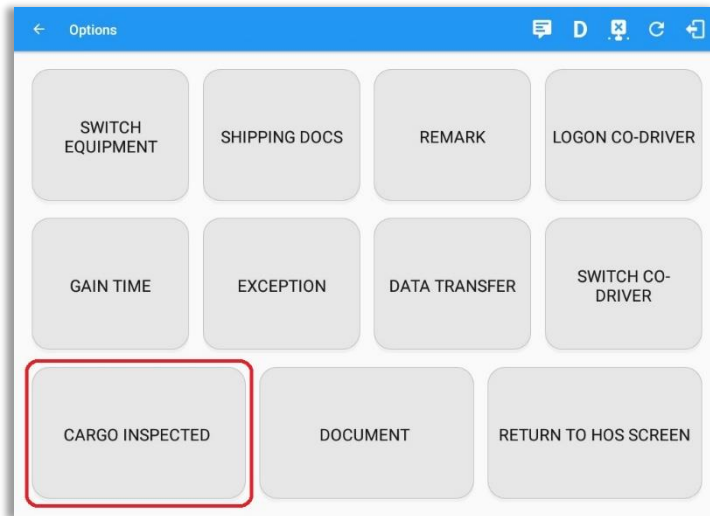 Options
D
SWITCH
EQUIPMENT
SHIPPING DOCS
REMARK
LOGON CO-DRIVER
GAIN TIME
EXCEPTION
DATA TRANSFER
SWITCH CO-
DRIVER
CARGO INSPECTED
DOCUMENT
RETURN TO HOS SCREEN